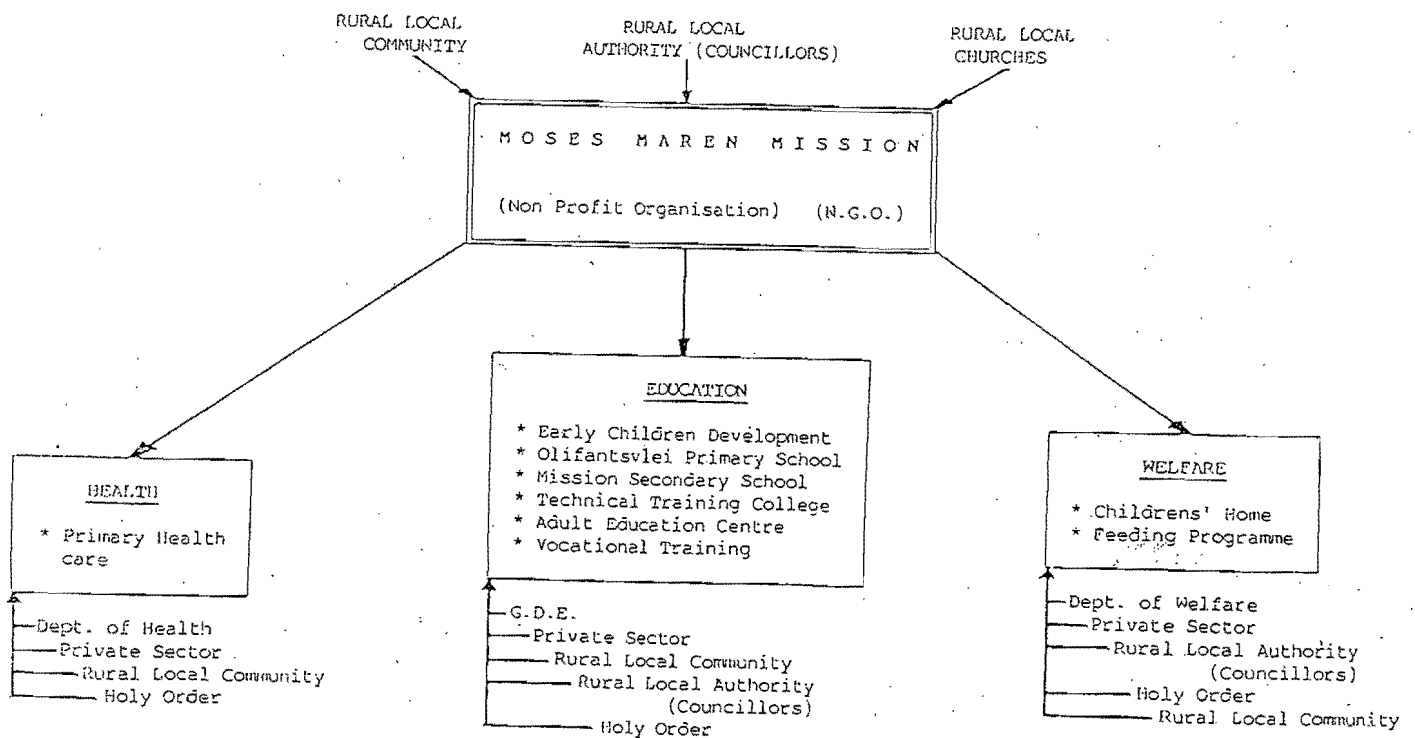 RURAL LOCAL
COMMUNITY
RURAL LOCAL
AUTHORITY (COUNCILLORS)
RURAL LOCAL
CHURCHES
MOSES MAREN MISSION
(Non Profit Organisation) (N.G.O.)
HEALTH
* Primary Health
care
Dept. of Health
Private Sector
Rural Local Community
Holy Order
EDUCATION
* Early Children Development
* Olifantsvlei Primary School
* Mission Secondary School
* Technical Training College
* Adult Education Centre
* Vocational Training
G.D.E.
Private Sector
Rural Local Community
Rural Local Authority
(Councillors)
Holy Order
WELFARE
* Childrens' Home
* Feeding Programme
Dept. of Welfare
Private Sector
Rural Local Authority
(Councillors)
Holy Order
Rural Local Community